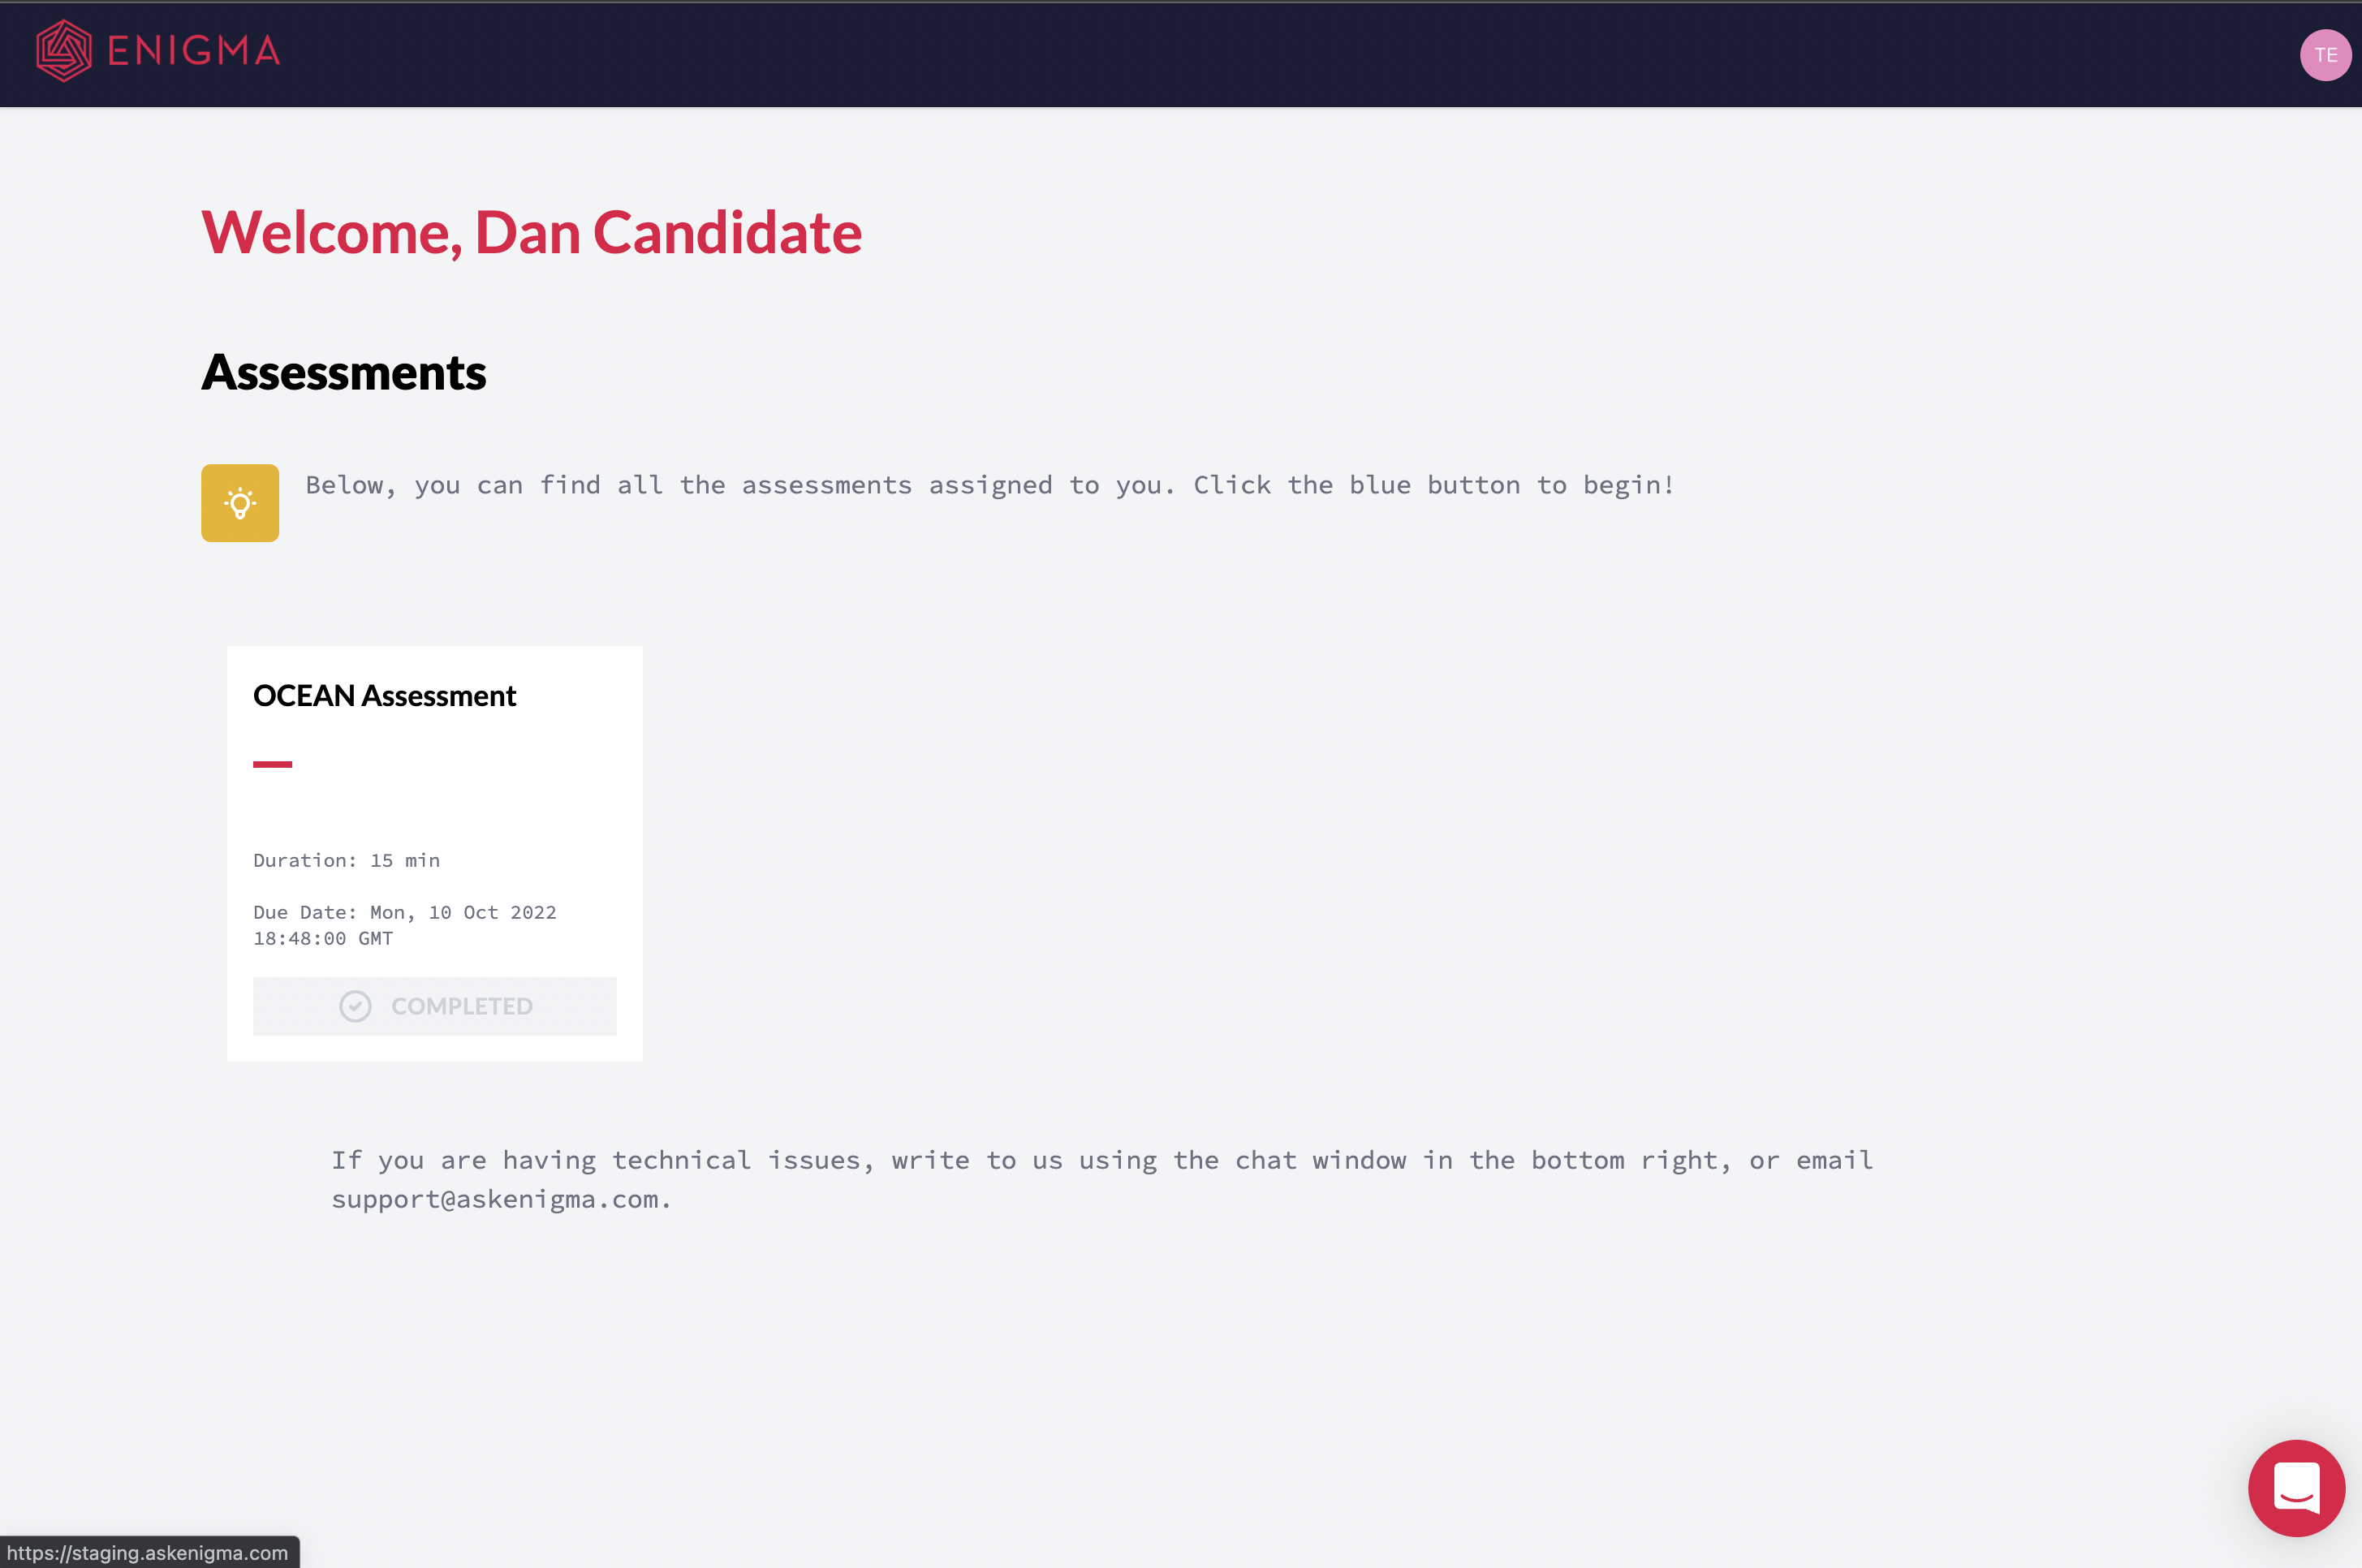 ENIGMA
TE
Welcome, Dan Candidate
Assessments
Below, you can find all the assessments assigned to you. Click the blue button to begin!
OCEAN Assessment
Duration: 15 min
Due Date: Mon, 10 Oct 2022
18:48:00 GMT
COMPLETED
If you are having technical issues, write to us using the chat window in the bottom right, or email
support@askenigma.com.
https://staging.askenigma.com